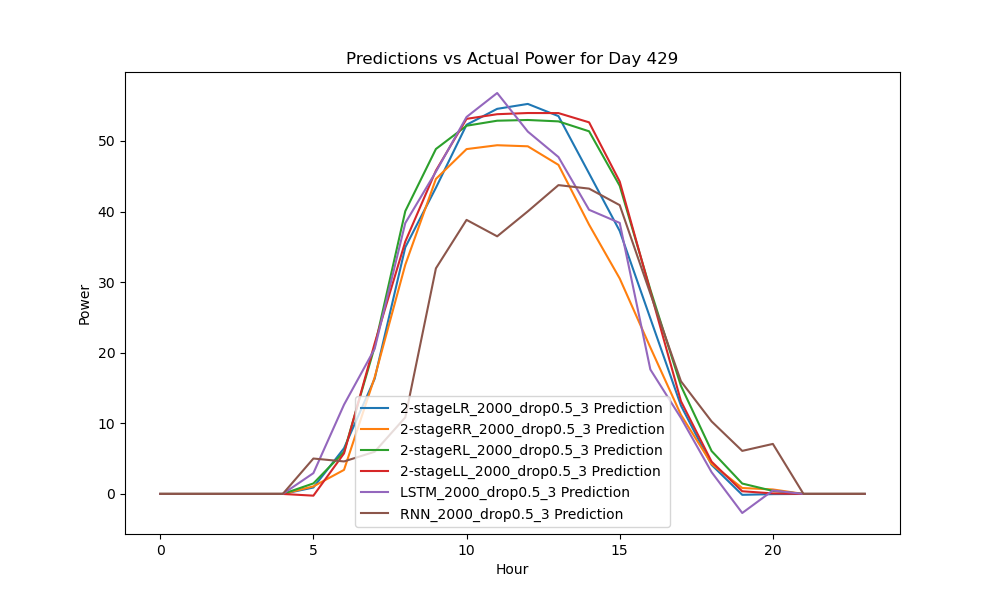 Predictions vs Actual Power for Day 429
Power
50
40
30
20
10
0
2-stageLR_2000_drop0.5_3 Prediction
2-stageRR_2000_drop0.5_3 Prediction
2-stageRL_2000_drop0.5_3 Prediction
2-stageLL_2000_drop0.5_3 Prediction
LSTM_2000_drop0.5_3 Prediction
RNN_2000_drop0.5_3 Prediction
0 5 10 15 20
Hour